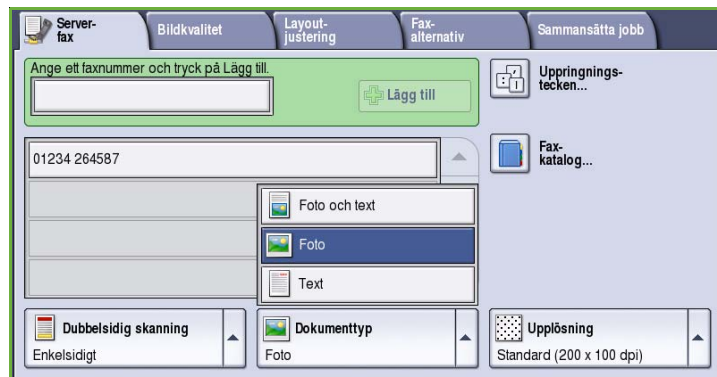 Server-
fax
Bildkvalitet
Layout-
justering
Fax-
alternativ
Sammansätta jobb
Ange ett faxnummer och tryck på Lägg till.
Lägg till
Uppringnings-
tecken...
01234 264587
Fax-
katalog...
Foto och text
Foto
Text
Dubbelsidig skanning
Enkelsidigt
Dokumenttyp
Foto
Upplösning
Standard (200 x 100 dpi)